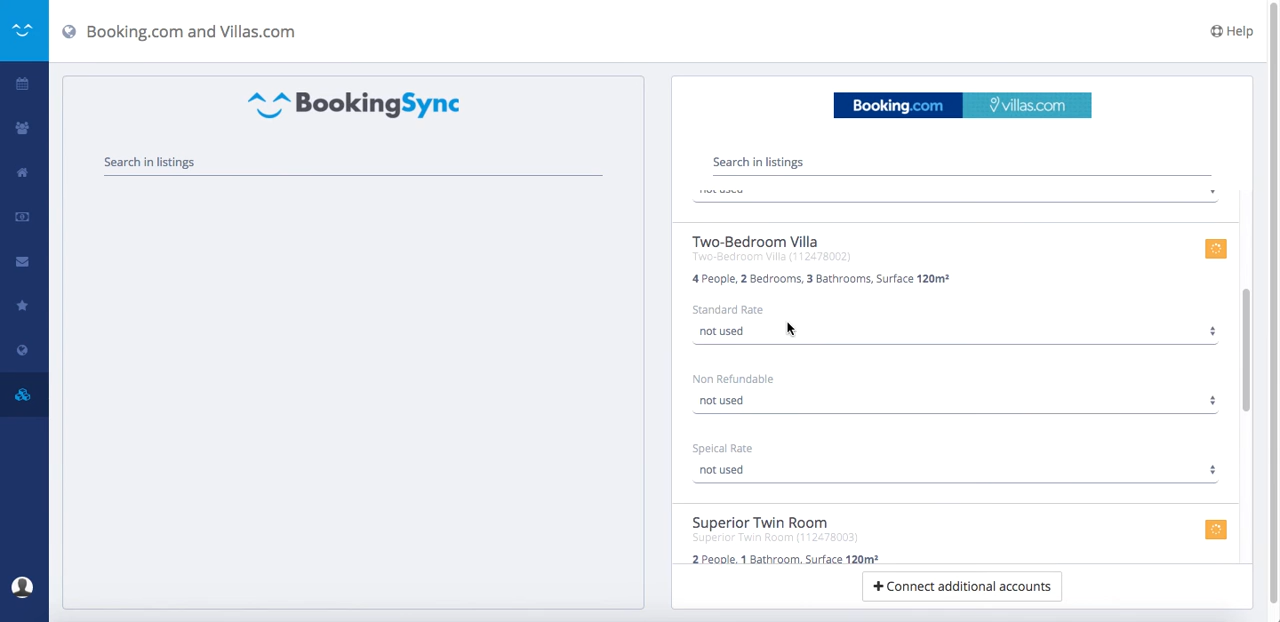 Booking.com and Villas.com
Help
BookingSync
Search in listings
Booking.com villas.com
Search in listings
not used
Two-Bedroom Villa
Two-Bedroom Villa (112478002)
4 People, 2 Bedrooms, 3 Bathrooms, Surface 120m²
Standard Rate
not used
Non Refundable
not used
Speical Rate
not used
Superior Twin Room
Superior Twin Room (112478003)
2 People, 1 Bathroom, Surface 120m²
+ Connect additional accounts